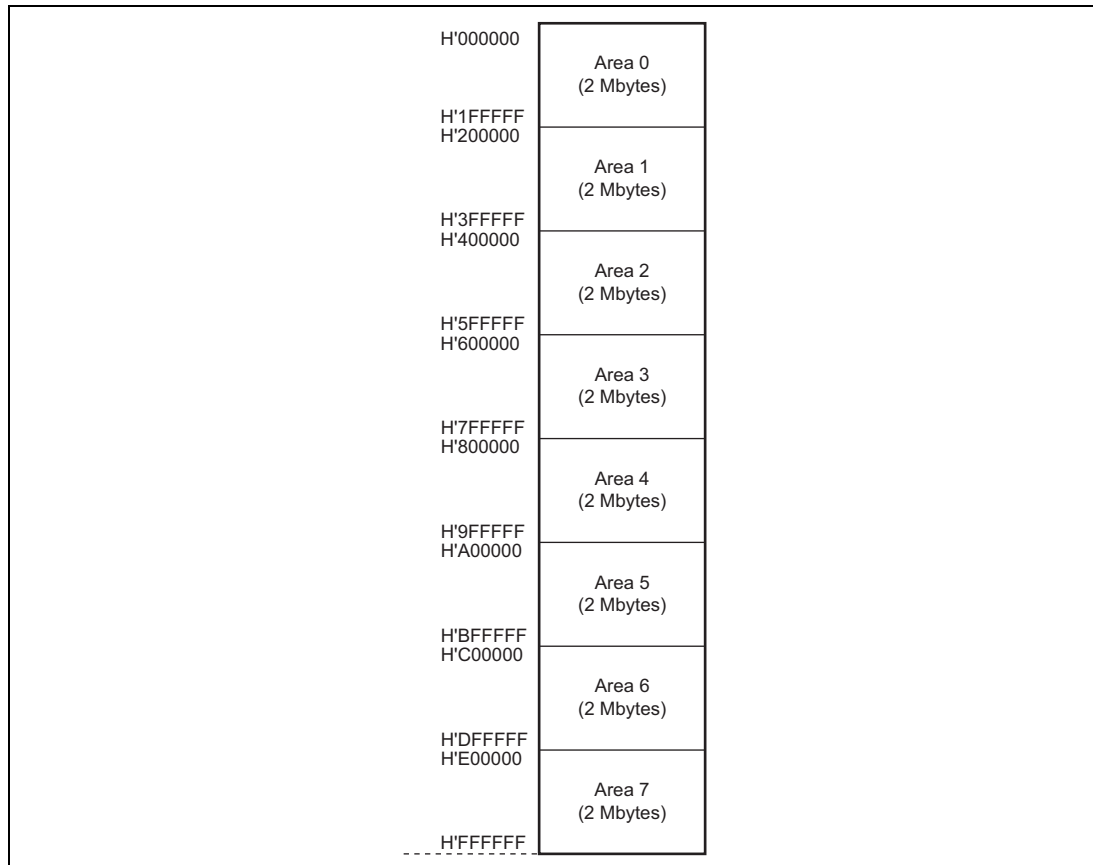 H'000000
Area 0
(2 Mbytes)
H'1FFFFF
H'200000
Area 1
(2 Mbytes)
H'3FFFFF
H'400000
Area 2
(2 Mbytes)
H'5FFFFF
H'600000
Area 3
(2 Mbytes)
H'7FFFFF
H'800000
Area 4
(2 Mbytes)
H'9FFFFF
H'A00000
Area 5
(2 Mbytes)
H'BFFFFF
H'C00000
Area 6
(2 Mbytes)
H'DFFFFF
H'E00000
Area 7
(2 Mbytes)
H'FFFFFF